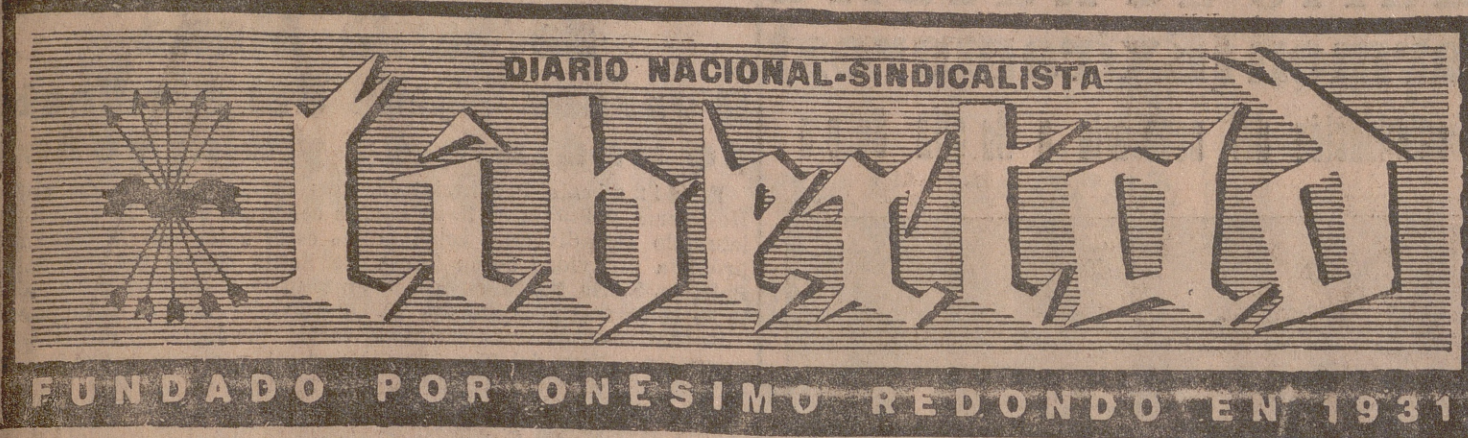 DIARIO NACIONAL-SINDICALISTA
Libertad
FUNDADO POR ONESIMO REDONDO EN 1931